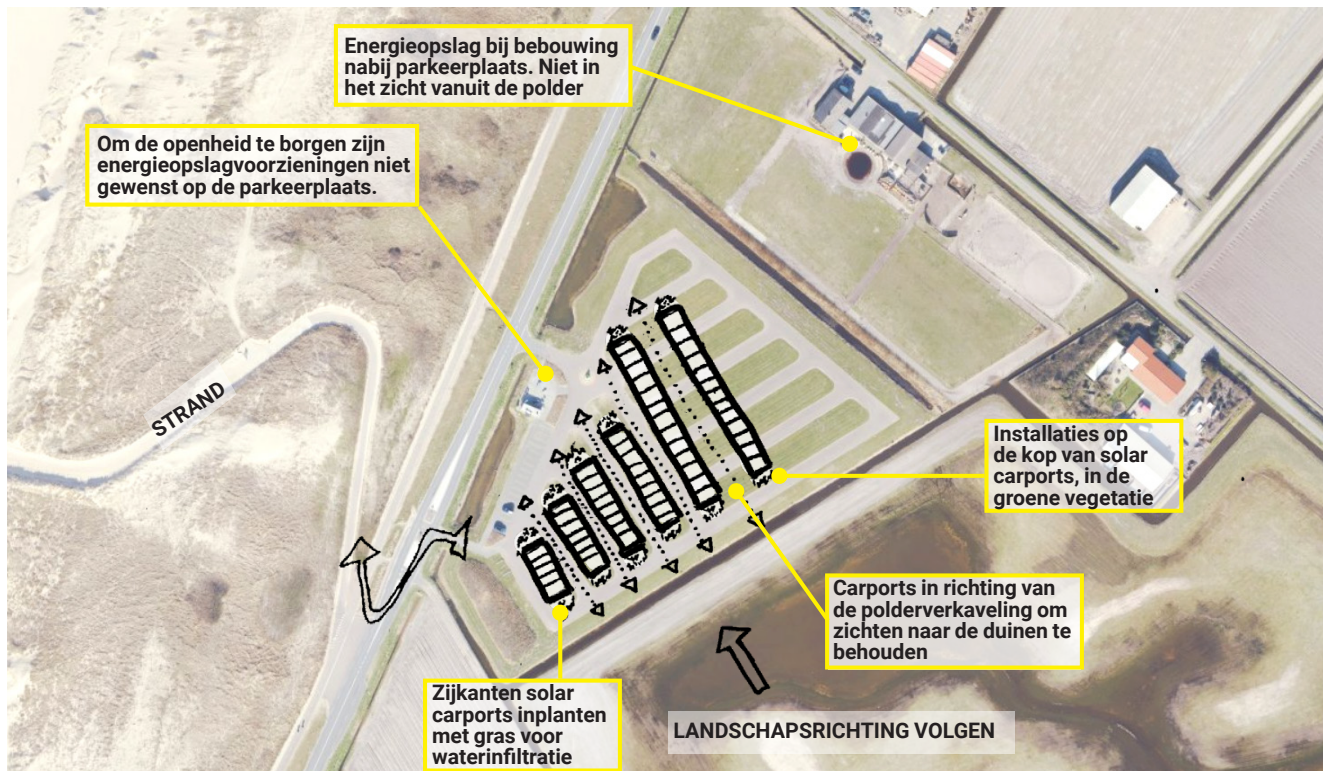 Energieopslag bij bebouwing
nabij parkeerplaats. Niet in
het zicht vanuit de polder
Om de openheid te borgen zijn
energieopslagvoorzieningen niet
gewenst op de parkeerplaats.
STRAND
Installaties op
de kop van solar
carports, in de
groene vegetatie
Carports in richting van
de polderverkaveling om
zichten naar de duinen te
behouden
Zijkanten solar
carports inplanten
met gras voor
waterinfiltratie
LANDSCHAPSRICHTING VOLGEN